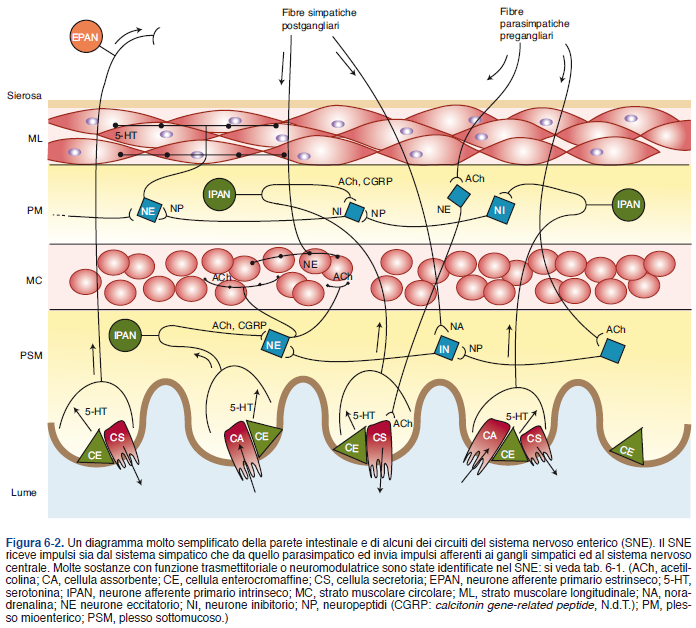 Fibre simpatiche
postgangliari
Fibre
parasimpatiche
pregangliari
EPAN
Sierosa
ML
5-HT
PM
IPAN
ACh, CGRP
ACh
NE
NP
NI
NP
NE
NI
IPAN
MC
NE
ACh
ACh
PSM
IPAN
ACh, CGRP
NE
NA
IN
NP
ACh
5-HT
CE
CS
5-HT
CA
CE
5-HT
CE
CS
ACh
5-HT
CA
CE
CS
CE
Lume
Figura 6-2. Un diagramma molto semplificato della parete intestinale e di alcuni dei circuiti del sistema nervoso enterico (SNE). Il SNE
riceve impulsi sia dal sistema simpatico che da quello parasimpatico ed invia impulsi afferenti ai gangli simpatici ed al sistema nervoso
centrale. Molte sostanze con funzione trasmettitoriale o neuromodulatrice sono state identificate nel SNE: si veda tab. 6-1. (ACh, acetil-
colina; CA, cellula assorbente; CE, cellula enterocromaffine; CS, cellula secretoria; EPAN, neurone afferente primario estrinseco; 5-HT,
serotonina; IPAN, neurone afferente primario intrinseco; MC, strato muscolare circolare; ML, strato muscolare longitudinale; NA, nora-
drenalina; NE neurone eccitatorio; NI, neurone inibitorio; NP, neuropeptidi (CGRP: calcitonin gene-related peptide, N.d.T.); PM, ples-
so mioenterico; PSM, plesso sottomucoso.)